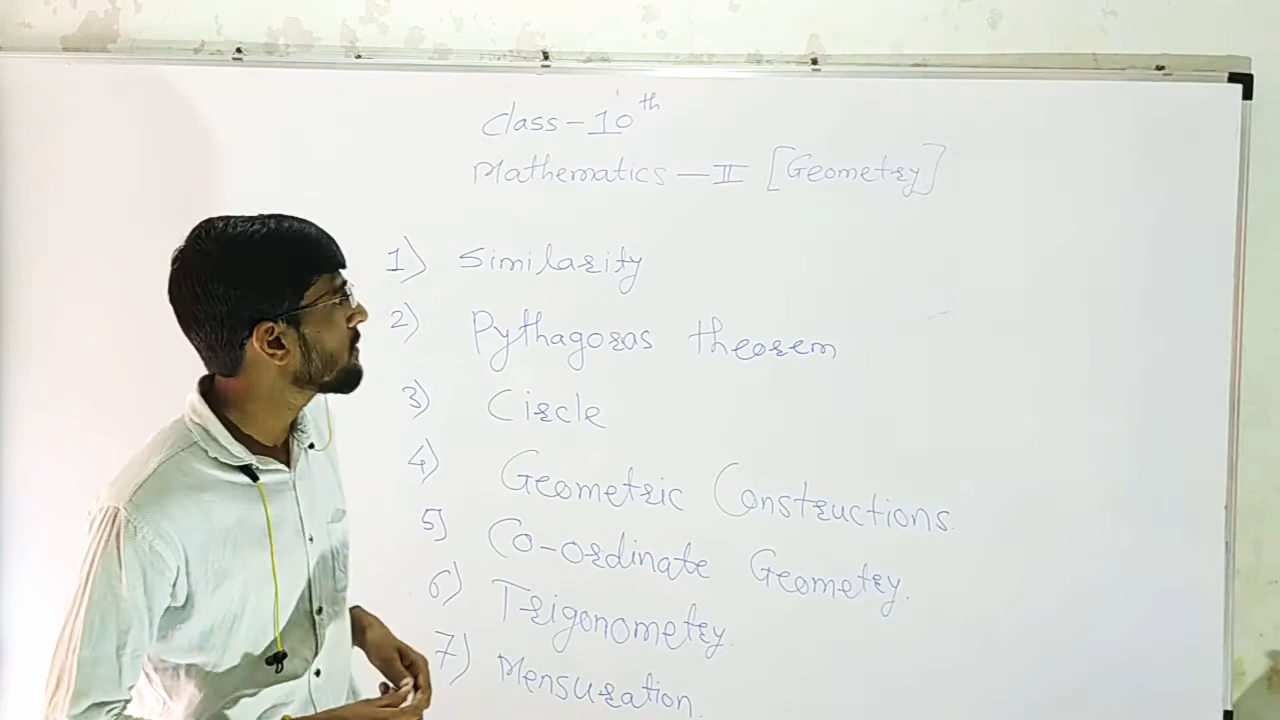 Class - 10th
Mathematics - II [Geometry]
1) Similarity
2) Pythagoras theorem
3) Circle
4) Geometric Constructions.
5) Co-ordinate Geometry.
6) Trigonometry.
7) Mensuration.